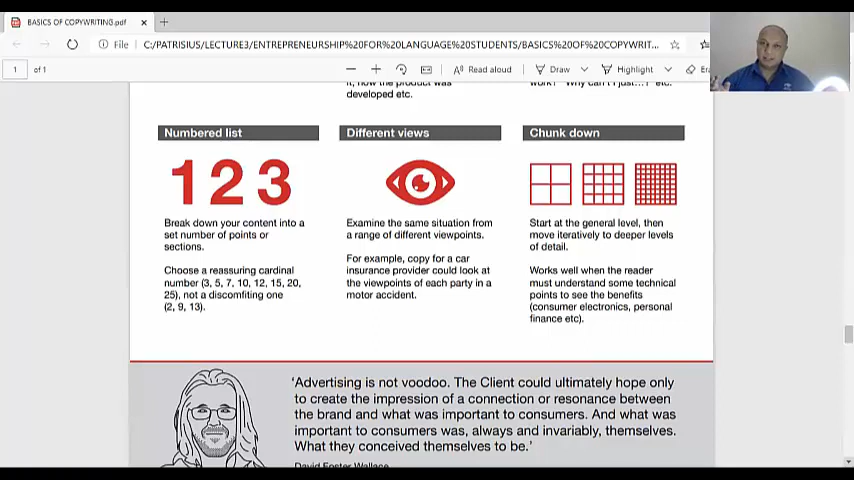 BASICS OF COPYWRITING.pdf
File
C:/PATRISIUS/LECTURE3/ENTREPRENEURSHIP%20FOR%20LANGUAGE%20STUDENTS/BASICS%20OF%20COPYWRIT...
1 of 1
Read aloud
Draw
Highlight
it, how the product was
developed etc.
work? 'Why can't I just…?' etc.
Numbered list
1 2 3
Break down your content into a
set number of points or
sections.
Choose a reassuring cardinal
number (3, 5, 7, 10, 12, 15, 20,
25), not a discomfiting one
(2, 9, 13).
Different views
Examine the same situation from
a range of different viewpoints.
For example, copy for a car
insurance provider could look at
the viewpoints of each party in a
motor accident.
Chunk down
Start at the general level, then
move iteratively to deeper levels
of detail.
Works well when the reader
must understand some technical
points to see the benefits
(consumer electronics, personal
finance etc).
'Advertising is not voodoo. The Client could ultimately hope only
to create the impression of a connection or resonance between
the brand and what was important to consumers. And what was
important to consumers was, always and invariably, themselves.
What they conceived themselves to be.'
David Foster Wallace